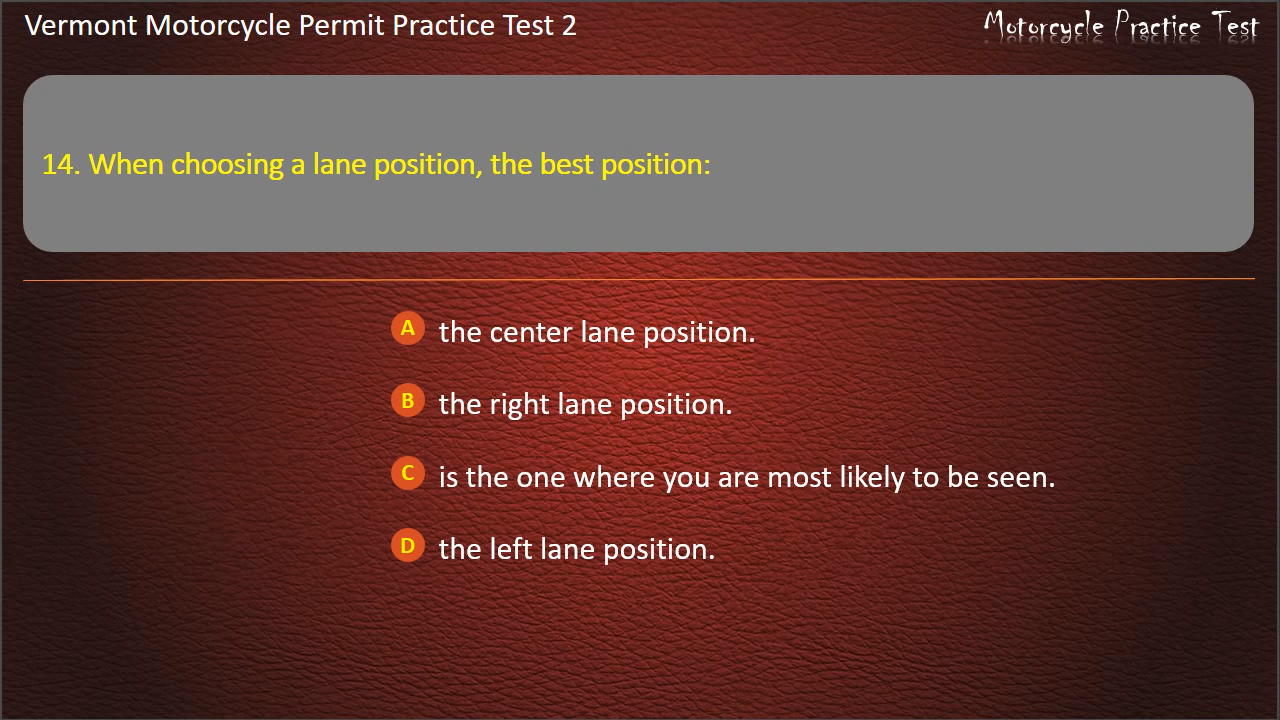 Vermont Motorcycle Permit Practice Test 2
Motorcycle Practice Test
14. When choosing a lane position, the best position:
A the center lane position.
B the right lane position.
C is the one where you are most likely to be seen.
D the left lane position.